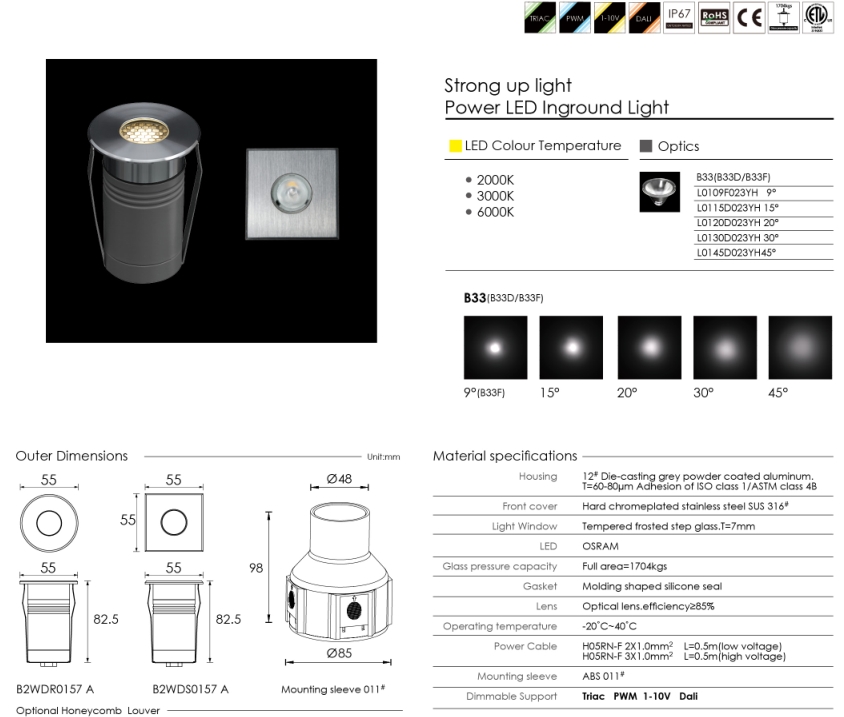 TRIAC PWM 1-10V DALI IP67 RoHS CE 1704kgs ETL
COMPLIANT
Strong up light
Power LED Inground Light
LED Colour Temperature
2000K
3000K
6000K
Optics
B33(B33D/B33F)
L0109F023YH 9°
L0115D023YH 15°
L0120D023YH 20°
L0130D023YH 30°
L0145D023YH45°
B33(B33D/B33F)
9°(B33F) 15° 20° 30° 45°
Outer Dimensions Unit:mm
55 55 Ø48
55
98
55 55
82.5 82.5
Ø85
B2WDR0157 A B2WDS0157 A Mounting sleeve 011#
Optional Honeycomb Louver
Material specifications
Housing 12# Die-casting grey powder coated aluminum.
T=60-80μm Adhesion of ISO class 1/ASTM class 4B
Front cover Hard chromeplated stainless steel SUS 316#
Light Window Tempered frosted step glass.T=7mm
LED OSRAM
Glass pressure capacity Full area=1704kgs
Gasket Molding shaped silicone seal
Lens Optical lens.efficiency≥85%
Operating temperature -20°C~40°C
Power Cable H05RN-F 2X1.0mm² L=0.5m(low voltage)
H05RN-F 3X1.0mm² L=0.5m(high voltage)
Mounting sleeve ABS 011#
Dimmable Support Triac PWM 1-10V Dali